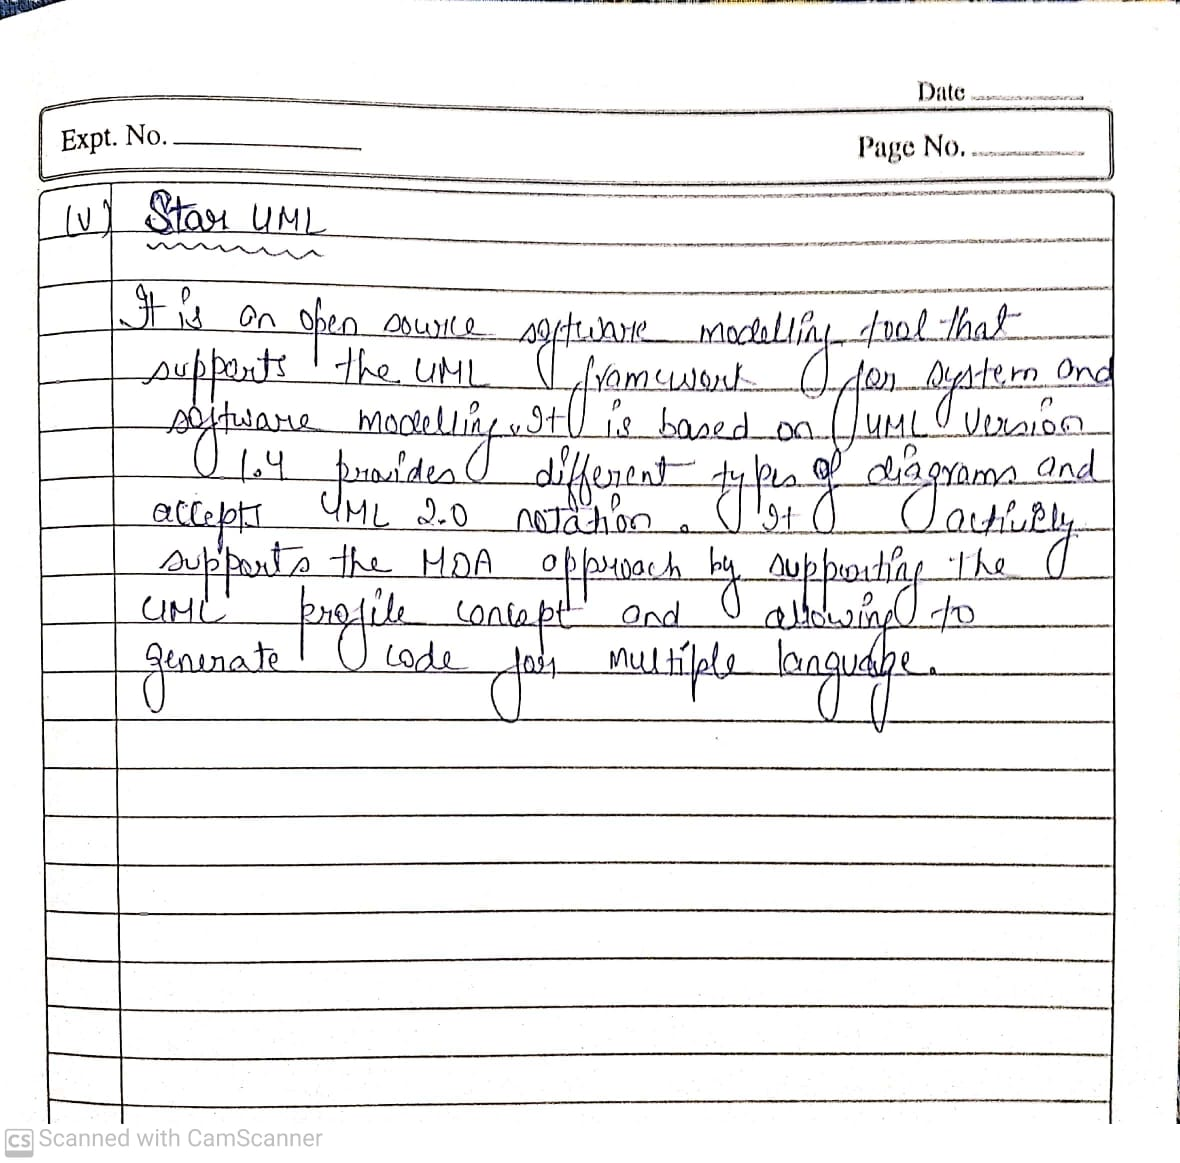 Date
Expt. No.
Page No.
(V) Star UML
It is an open source software modelling tool that
supports the UML framework for system and
software modelling. It is based on UML version
1.4 provides different types of diagrams and
accepts UML 2.0 notation. It actively
supports the MDA approach by supporting the
UML profile concept and allowing to
generate code for multiple language.
CS Scanned with CamScanner